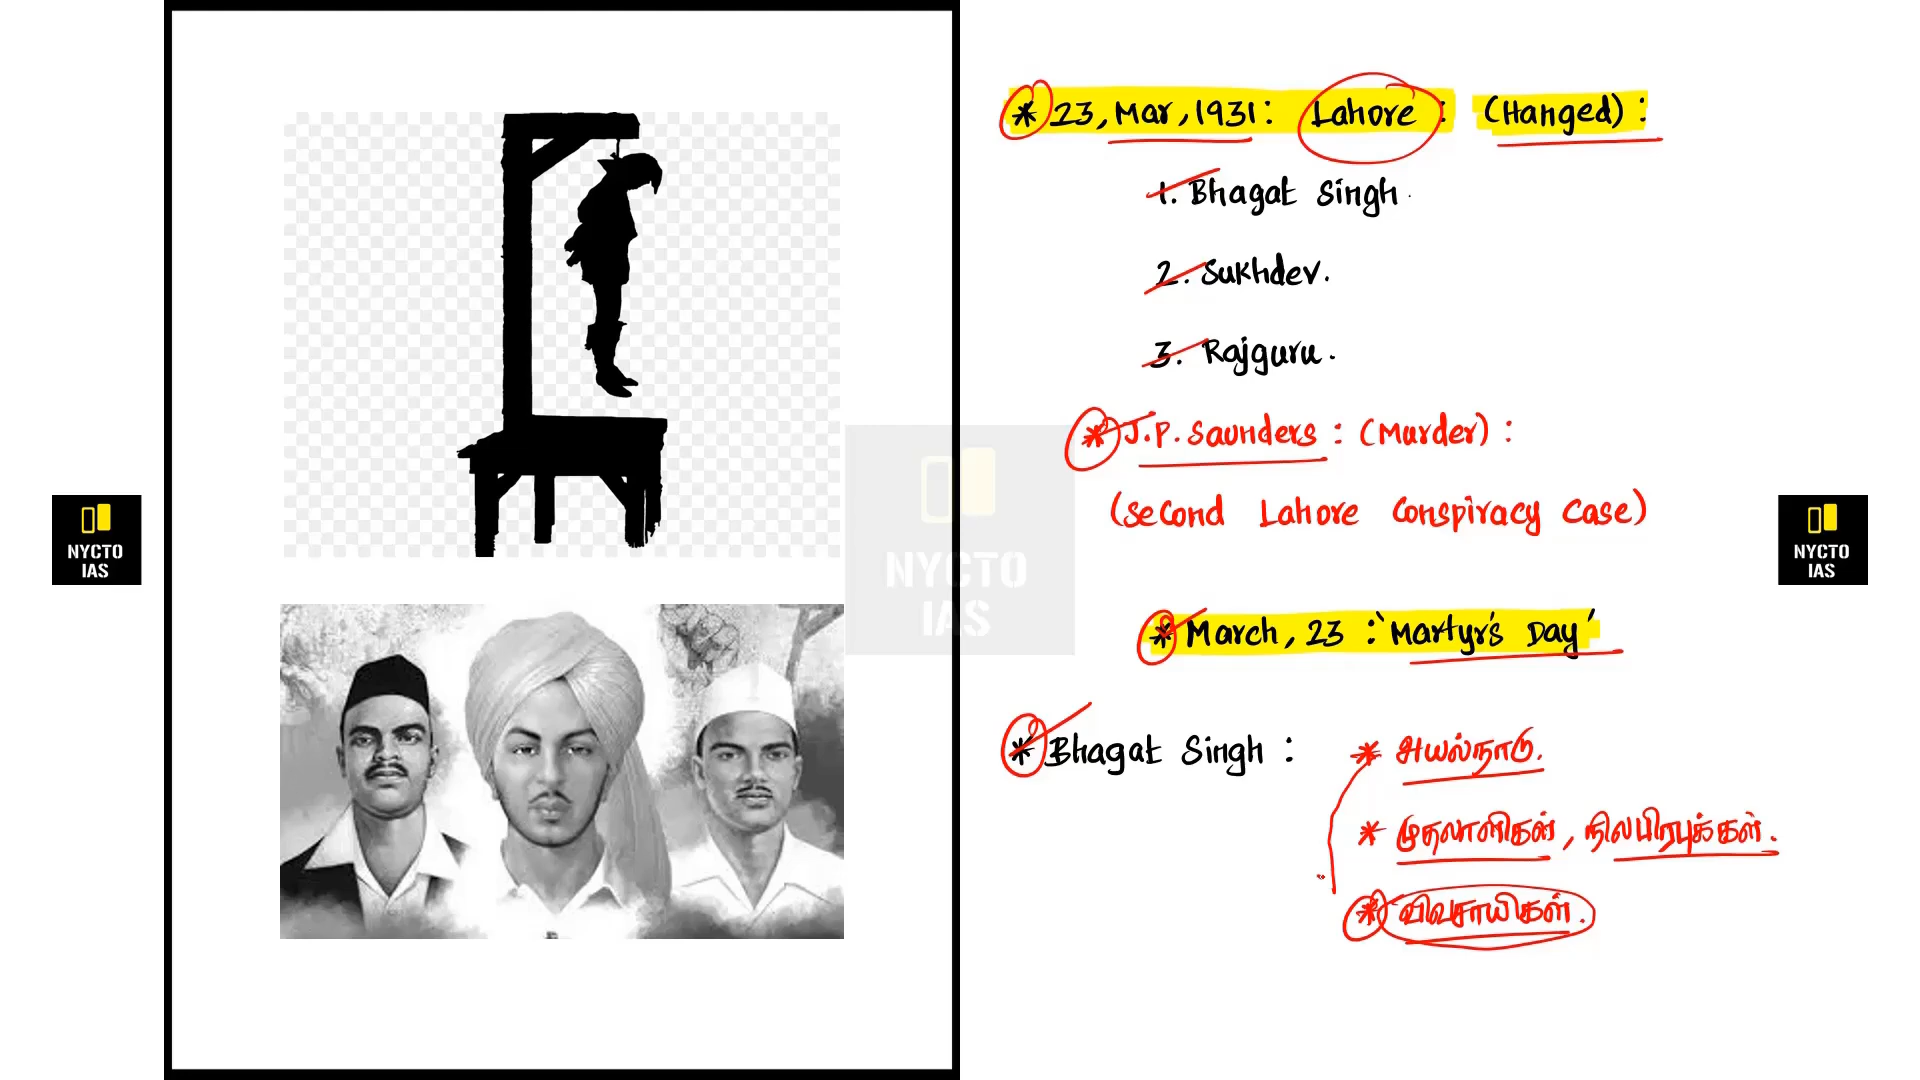 * 23, Mar, 1931 : Lahore : (Hanged) :
1. Bhagat Singh.
2. Sukhdev.
3. Rajguru.
* J.P. Saunders : (Murder) :
(Second Lahore Conspiracy Case)
* March, 23 : 'Martyr's Day'
* Bhagat Singh : * அயல்நாடு.
* முதலாளிகள், நிலபிரபுக்கள்.
* விவசாயிகள்.
NYCTO
IAS
NYCTO
IAS
NYCTO
IAS